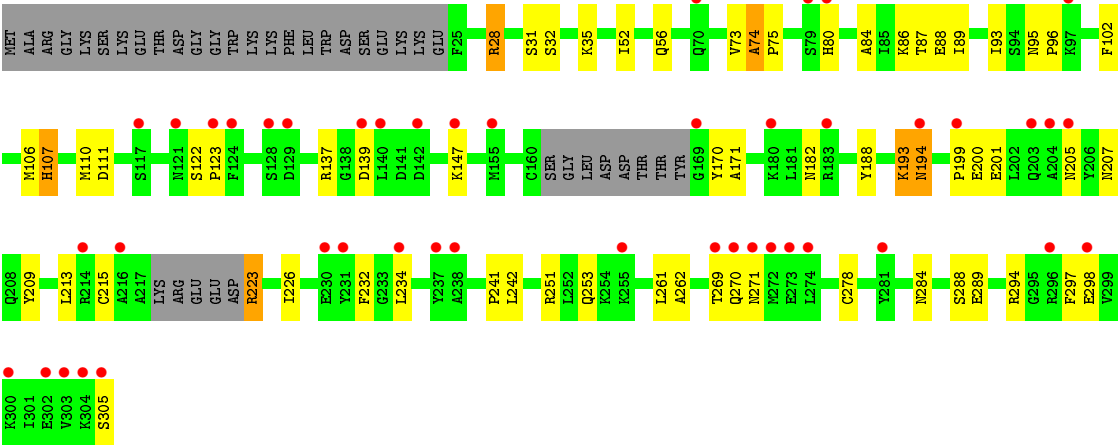 MET ALA ARG GLY LYS SER LYS GLU THR ASP GLY GLY TRP LYS LYS PHE LEU TRP ASP SER GLU LYS LYS GLU F25 R28 S31 S32 K35 I52 Q56 Q70 V73 A74 P75 S79 H80 A84 I85 K86 T87 E88 I89 I93 S94 N95 P96 K97 F102
M106 H107 M110 D111 S117 N121 S122 P123 F124 S128 D129 R137 G138 D139 L140 D141 D142 K147 M155 C160 SER GLY LEU ASP ASP THR THR TYR G169 Y170 A171 K180 L181 N182 R183 Y188 K193 N194 P199 E200 E201 L202 Q203 A204 N205 Y206 N207
Q208 Y209 L213 R214 C215 A216 A217 LYS ARG GLU GLU ASP R223 I226 E230 Y231 F232 G233 L234 Y237 A238 P241 L242 R251 L252 Q253 K254 K255 L261 A262 T269 Q270 N271 M272 E273 L274 C278 Y281 N284 S288 E289 R294 G295 R296 F297 E298 V299
K300 I301 E302 V303 K304 S305